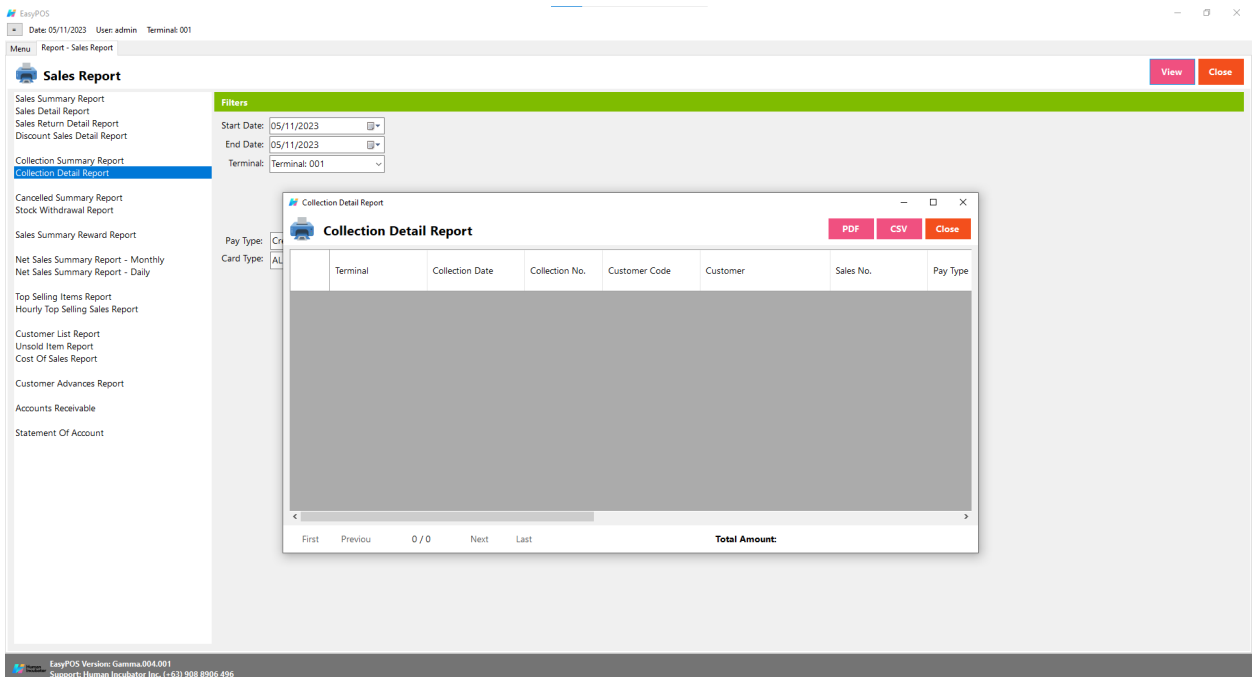 EasyPOS
Date: 05/11/2023 User: admin Terminal: 001
Menu Report - Sales Report
Sales Report
View Close
Sales Summary Report
Sales Detail Report
Sales Return Detail Report
Discount Sales Detail Report
Collection Summary Report
Collection Detail Report
Cancelled Summary Report
Stock Withdrawal Report
Sales Summary Reward Report
Net Sales Summary Report - Monthly
Net Sales Summary Report - Daily
Top Selling Items Report
Hourly Top Selling Sales Report
Customer List Report
Unsold Item Report
Cost Of Sales Report
Customer Advances Report
Accounts Receivable
Statement Of Account
Filters
Start Date: 05/11/2023
End Date: 05/11/2023
Terminal: Terminal: 001
Pay Type: Cr
Card Type: AL
Collection Detail Report
Collection Detail Report
PDF CSV Close
Terminal Collection Date Collection No. Customer Code Customer Sales No. Pay Type
First Previou 0 / 0 Next Last Total Amount:
Human
Incubator
EasyPOS Version: Gamma.004.001
Support: Human Incubator Inc. (+63) 908 8906 496